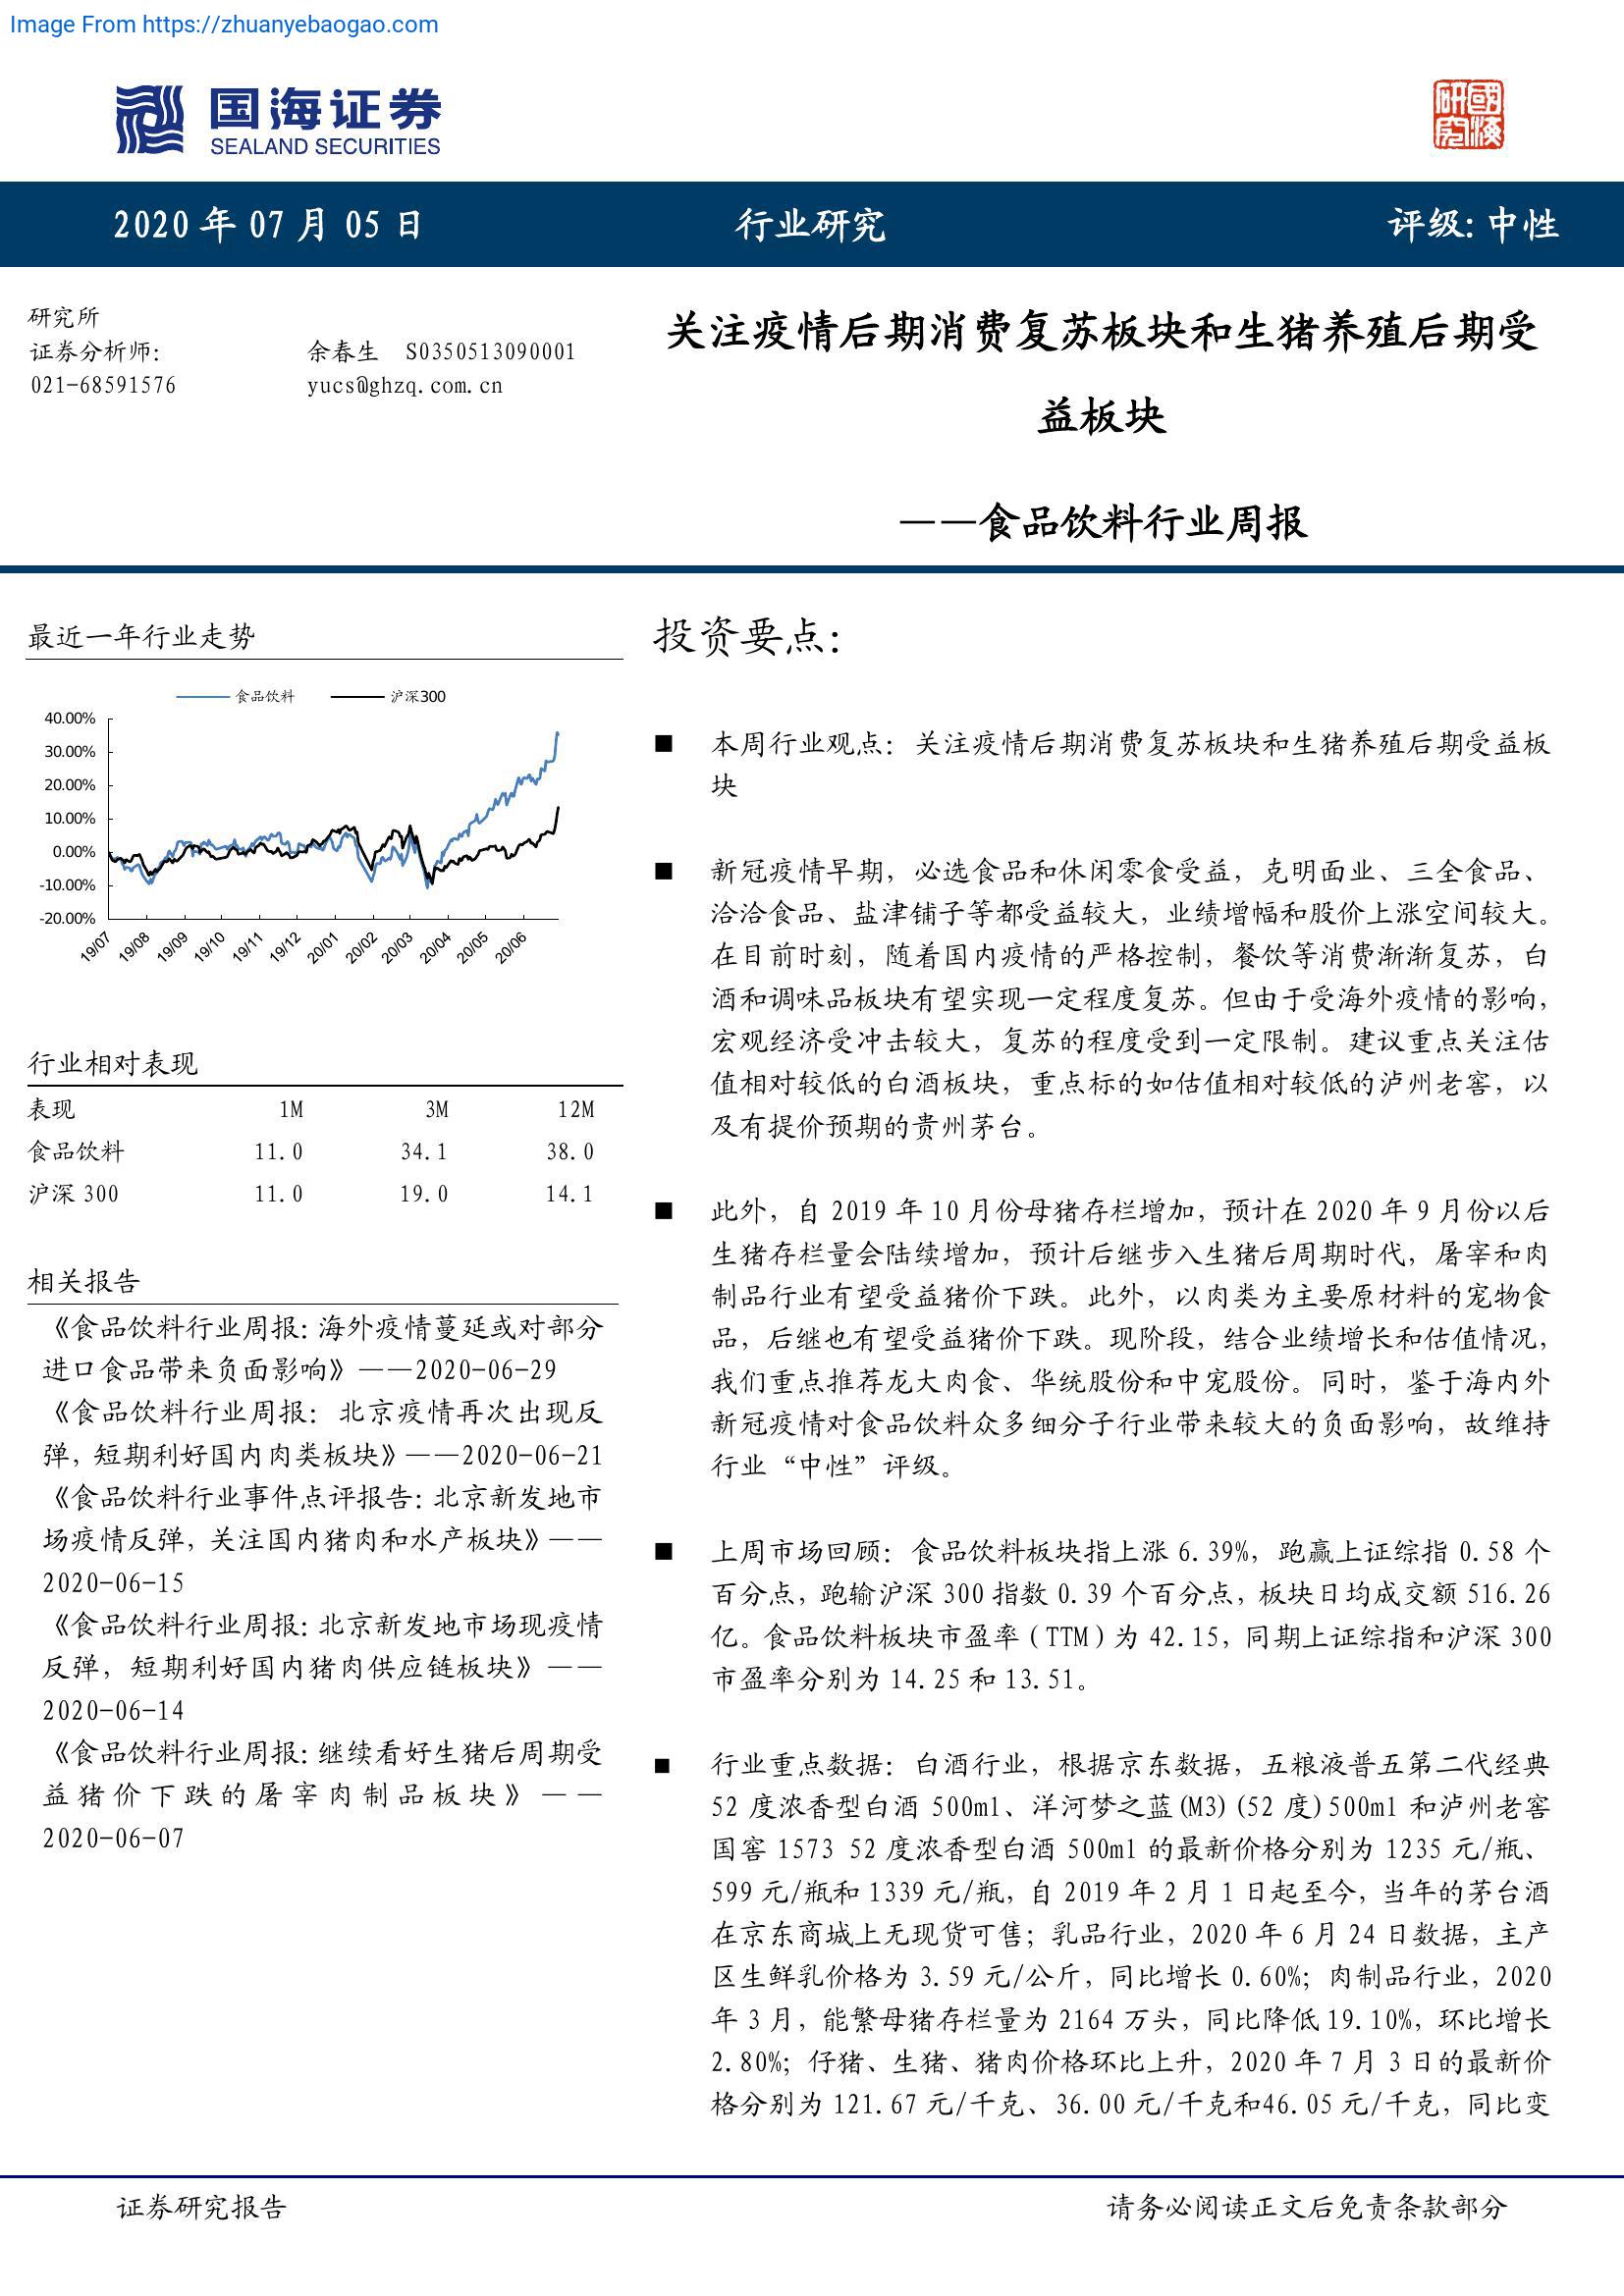 Image From https://zhuanyebaogao.com
国海证券
SEALAND SECURITIES
國海研究
2020 年 07 月 05 日 行业研究 评级:中性
研究所
证券分析师: 余春生 S0350513090001
021-68591576 yucs@ghzq.com.cn
关注疫情后期消费复苏板块和生猪养殖后期受
益板块
——食品饮料行业周报
最近一年行业走势
食品饮料 沪深300
40.00%
30.00%
20.00%
10.00%
0.00%
-10.00%
-20.00%
19/07 19/08 19/09 19/10 19/11 19/12 20/01 20/02 20/03 20/04 20/05 20/06
行业相对表现
表现 1M 3M 12M
食品饮料 11.0 34.1 38.0
沪深 300 11.0 19.0 14.1
相关报告
《食品饮料行业周报:海外疫情蔓延或对部分
进口食品带来负面影响》——2020-06-29
《食品饮料行业周报: 北京疫情再次出现反
弹,短期利好国内肉类板块》——2020-06-21
《食品饮料行业事件点评报告:北京新发地市
场疫情反弹,关注国内猪肉和水产板块》——
2020-06-15
《食品饮料行业周报:北京新发地市场现疫情
反弹,短期利好国内猪肉供应链板块》——
2020-06-14
《食品饮料行业周报:继续看好生猪后周期受
益猪价下跌的屠宰肉制品板块》——
2020-06-07
投资要点:
■ 本周行业观点:关注疫情后期消费复苏板块和生猪养殖后期受益板
块
■ 新冠疫情早期,必选食品和休闲零食受益,克明面业、三全食品、
洽洽食品、盐津铺子等都受益较大,业绩增幅和股价上涨空间较大。
在目前时刻,随着国内疫情的严格控制,餐饮等消费渐渐复苏,白
酒和调味品板块有望实现一定程度复苏。但由于受海外疫情的影响,
宏观经济受冲击较大,复苏的程度受到一定限制。建议重点关注估
值相对较低的白酒板块,重点标的如估值相对较低的泸州老窖,以
及有提价预期的贵州茅台。
■ 此外,自 2019 年 10 月份母猪存栏增加,预计在 2020 年 9 月份以后
生猪存栏量会陆续增加,预计后继步入生猪后周期时代,屠宰和肉
制品行业有望受益猪价下跌。此外,以肉类为主要原材料的宠物食
品,后继也有望受益猪价下跌。现阶段,结合业绩增长和估值情况,
我们重点推荐龙大肉食、华统股份和中宠股份。同时,鉴于海内外
新冠疫情对食品饮料众多细分子行业带来较大的负面影响,故维持
行业“中性”评级。
■ 上周市场回顾:食品饮料板块指上涨 6.39%,跑赢上证综指 0.58 个
百分点,跑输沪深 300 指数 0.39 个百分点,板块日均成交额 516.26
亿。食品饮料板块市盈率(TTM)为 42.15,同期上证综指和沪深 300
市盈率分别为 14.25 和 13.51。
■ 行业重点数据:白酒行业,根据京东数据,五粮液普五第二代经典
52 度浓香型白酒 500ml、洋河梦之蓝(M3)(52 度)500ml 和泸州老窖
国窖 1573 52 度浓香型白酒 500ml 的最新价格分别为 1235 元/瓶、
599 元/瓶和 1339 元/瓶,自 2019 年 2 月 1 日起至今,当年的茅台酒
在京东商城上无现货可售;乳品行业,2020 年 6 月 24 日数据,主产
区生鲜乳价格为 3.59 元/公斤,同比增长 0.60%;肉制品行业,2020
年 3 月,能繁母猪存栏量为 2164 万头,同比降低 19.10%,环比增长
2.80%;仔猪、生猪、猪肉价格环比上升,2020 年 7 月 3 日的最新价
格分别为 121.67 元/千克、36.00 元/千克和46.05 元/千克,同比变
证券研究报告 请务必阅读正文后免责条款部分